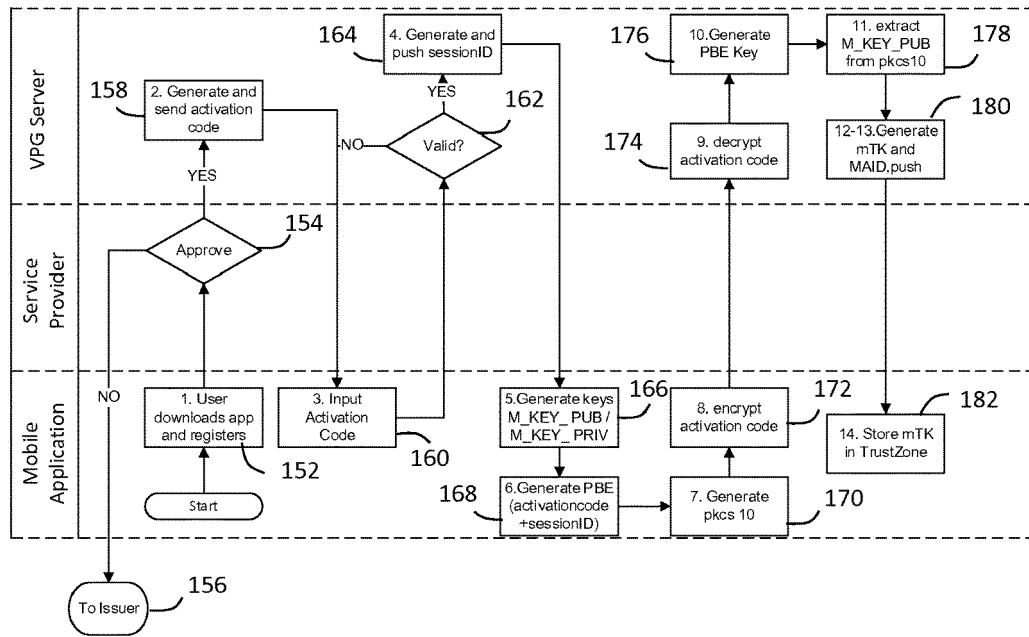 VPG Server
164
4. Generate and
push sessionID
158
2. Generate and
send activation
code
YES
YES
NO
Valid?
162
176
10.Generate
PBE Key
11. extract
M_KEY_PUB
from pkcs10
178
174
9. decrypt
activation code
180
12-13.Generate
mTK and
MAID.push
Service
Provider
Approve
154
NO
Mobile
Application
1. User
downloads app
and registers
152
Start
3. Input
Activation
Code
160
5.Generate keys
M_KEY_PUB /
M_KEY_ PRIV
166
168
6.Generate PBE
(activationcode
+sessionID)
8. encrypt
activation code
172
7. Generate
pkcs 10
170
182
14. Store mTK
in TrustZone
To Issuer
156